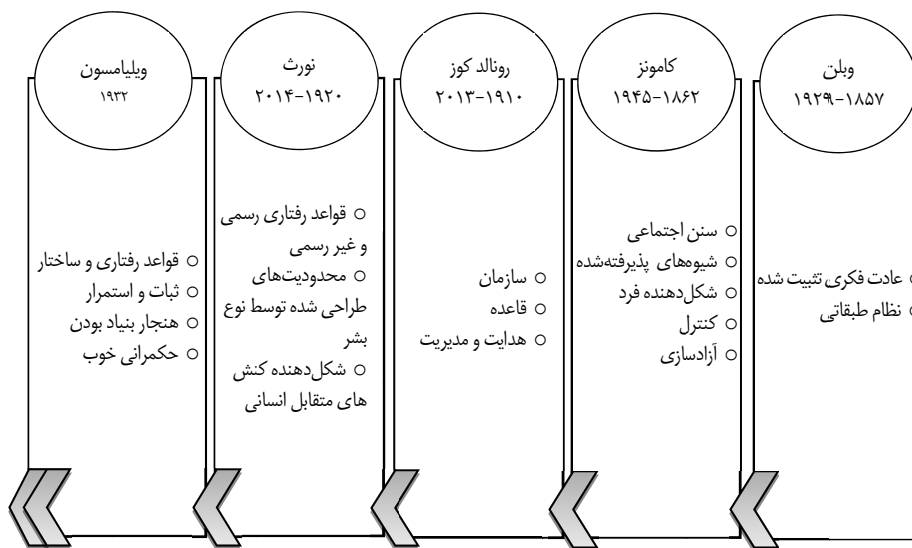 وبلن
۱۸۵۷-۱۹۲۹
عادت فکری تثبیت شده
نظام طبقاتی
کامونز
۱۸۶۲-۱۹۴۵
سنن اجتماعی
شیوه‌های پذیرفته‌شده
شکل‌دهنده فرد
کنترل
آزادسازی
رونالد کوز
۱۹۱۰-۲۰۱۳
سازمان
قاعده
هدایت و مدیریت
نورث
۱۹۲۰-۲۰۱۴
قواعد رفتاری رسمی
و غیر رسمی
محدودیت‌های
طراحی شده توسط نوع
بشر
شکل‌دهنده کنش
های متقابل انسانی
ویلیامسون
۱۹۳۲
قواعد رفتاری و ساختار
ثبات و استمرار
هنجار بنیاد بودن
حکمرانی خوب